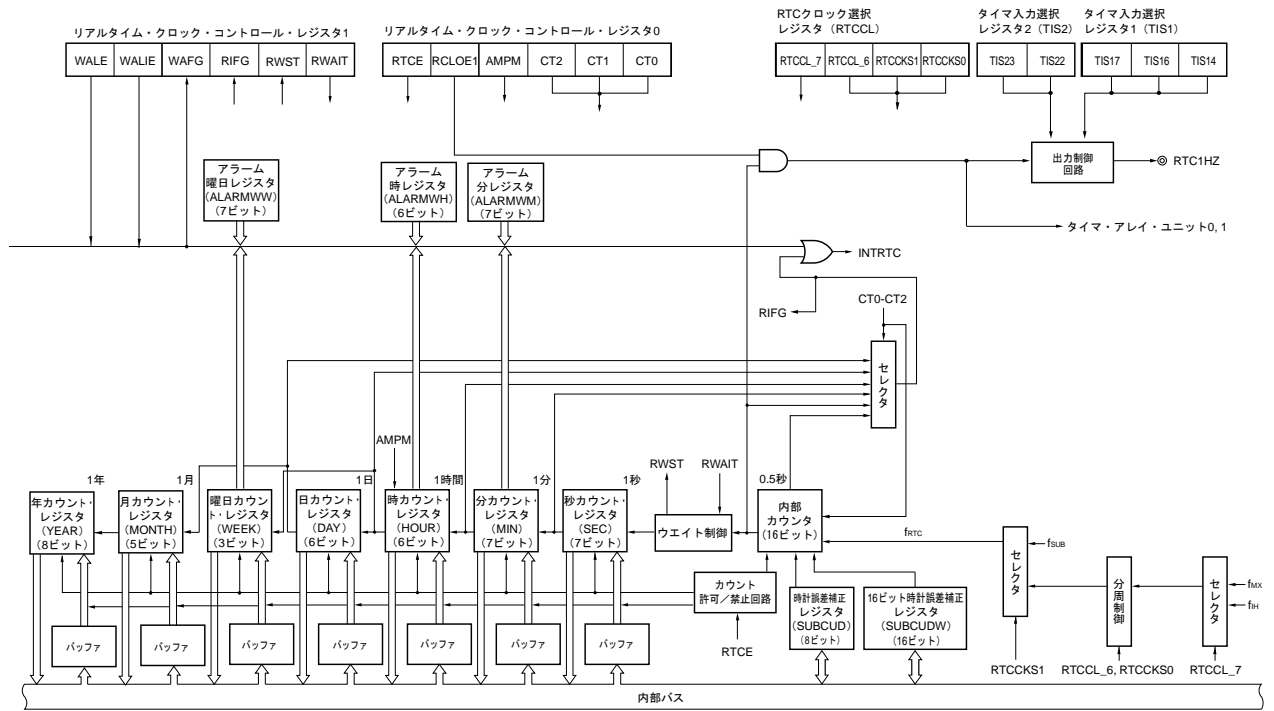 リアルタイム・クロック・コントロール・レジスタ1
WALE WALIE WAFG RIFG RWST RWAIT
リアルタイム・クロック・コントロール・レジスタ0
RTCE RCLOE1 AMPM CT2 CT1 CT0
RTCクロック選択
レジスタ（RTCCL）
RTCCL_7 RTCCL_6 RTCCKS1 RTCCKS0
タイマ入力選択
レジスタ2（TIS2）
TIS23 TIS22
タイマ入力選択
レジスタ1（TIS1）
TIS17 TIS16 TIS14
アラーム
曜日レジスタ
(ALARMWW)
（7ビット）
アラーム
時レジスタ
(ALARMWH)
（6ビット）
アラーム
分レジスタ
(ALARMWM)
（7ビット）
出力制御
回路
RTC1HZ
タイマ・アレイ・ユニット0, 1
INTRTC
RIFG
CT0-CT2
セレクタ
AMPM
RWST
RWAIT
1年
1月
1日
1時間
1分
1秒
0.5秒
年カウント・
レジスタ
(YEAR)
（8ビット）
月カウント・
レジスタ
(MONTH)
（5ビット）
曜日カウン
ト・レジスタ
(WEEK)
（3ビット）
日カウント・
レジスタ
(DAY)
（6ビット）
時カウント・
レジスタ
(HOUR)
（6ビット）
分カウント・
レジスタ
(MIN)
（7ビット）
秒カウント・
レジスタ
(SEC)
（7ビット）
ウエイト制御
内部
カウンタ
（16ビット）
fRTC
セレクタ
fSUB
分周制御
セレクタ
fMX
fIH
カウント
許可／禁止回路
RTCE
時計誤差補正
レジスタ
(SUBCUD)
（8ビット）
16ビット時計誤差補正
レジスタ
(SUBCUDW)
（16ビット）
RTCCKS1
RTCCL_6, RTCCKS0
RTCCL_7
バッファ
バッファ
バッファ
バッファ
バッファ
バッファ
バッファ
内部バス